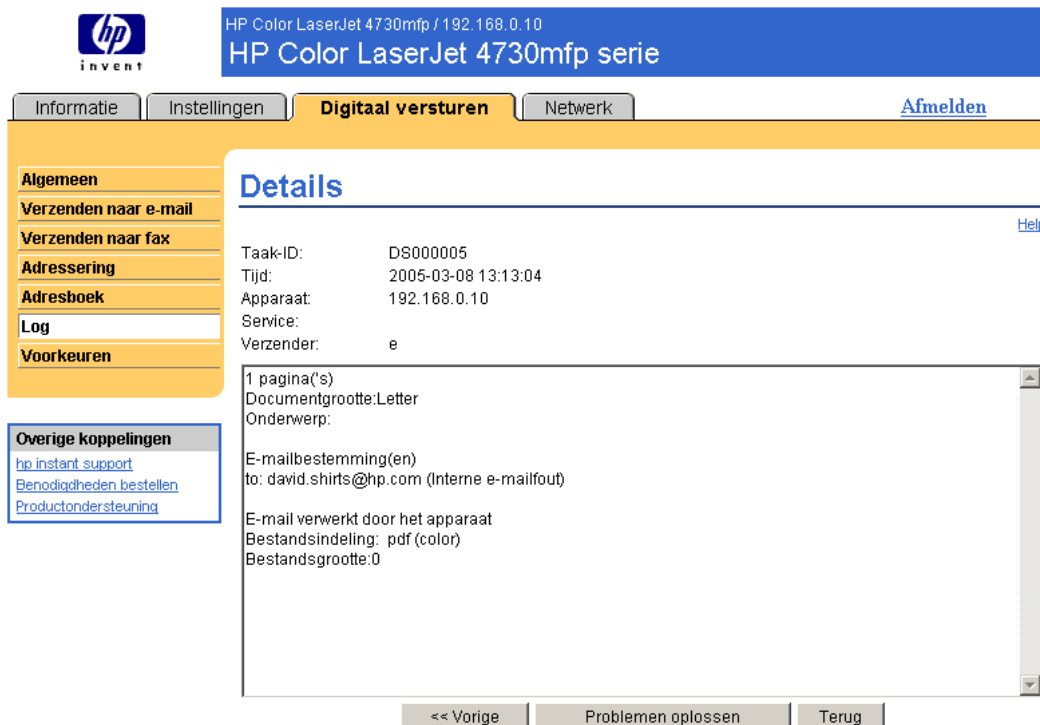 hp
invent
HP Color LaserJet 4730mfp / 192.168.0.10
HP Color LaserJet 4730mfp serie
Informatie
Instellingen
Digitaal versturen
Netwerk
Afmelden
Algemeen
Verzenden naar e-mail
Verzenden naar fax
Adressering
Adresboek
Log
Voorkeuren
Overige koppelingen
hp instant support
Benodigdheden bestellen
Productondersteuning
Details
Help
Taak-ID: DS000005
Tijd: 2005-03-08 13:13:04
Apparaat: 192.168.0.10
Service:
Verzender: e
1 pagina('s)
Documentgrootte:Letter
Onderwerp:
E-mailbestemming(en)
to: david.shirts@hp.com (Interne e-mailfout)
E-mail verwerkt door het apparaat
Bestandsindeling: pdf (color)
Bestandsgrootte:0
<< Vorige
Problemen oplossen
Terug